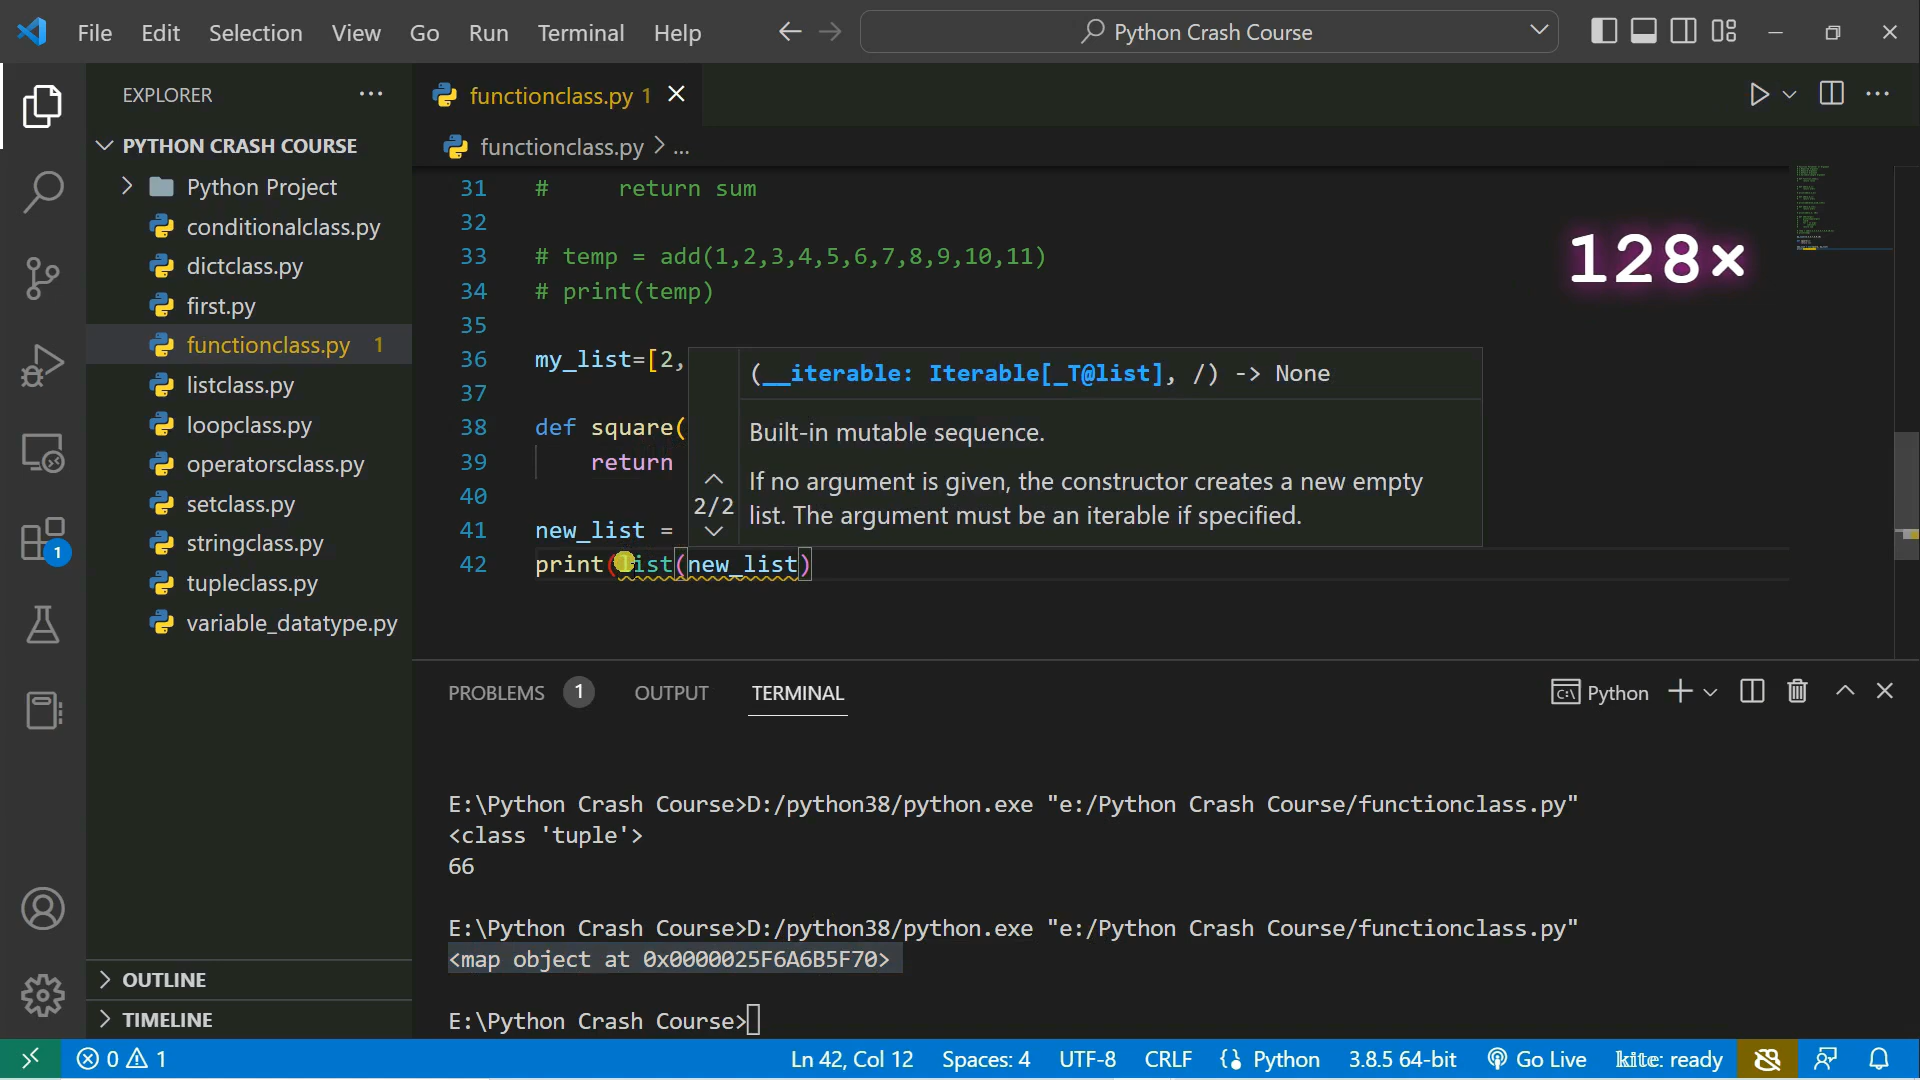 File Edit Selection View Go Run Terminal Help
Python Crash Course
EXPLORER
PYTHON CRASH COURSE
Python Project
conditionalclass.py
dictclass.py
first.py
functionclass.py 1
listclass.py
loopclass.py
operatorsclass.py
setclass.py
stringclass.py
tupleclass.py
variable_datatype.py
OUTLINE
TIMELINE
functionclass.py 1
functionclass.py > ...
31 # return sum
32
33 # temp = add(1,2,3,4,5,6,7,8,9,10,11)
34 # print(temp)
35
36 my_list=[2,
37
38 def square(
39 return
40
41 new_list =
42 print(list(new_list)
(__iterable: Iterable[_T@list], /) -> None
Built-in mutable sequence.
2/2
If no argument is given, the constructor creates a new empty
list. The argument must be an iterable if specified.
128×
PROBLEMS 1 OUTPUT TERMINAL
Python
E:\Python Crash Course>D:/python38/python.exe "e:/Python Crash Course/functionclass.py"
<class 'tuple'>
66
E:\Python Crash Course>D:/python38/python.exe "e:/Python Crash Course/functionclass.py"
<map object at 0x0000025F6A6B5F70>
E:\Python Crash Course>
1
0 1
Ln 42, Col 12 Spaces: 4 UTF-8 CRLF Python 3.8.5 64-bit Go Live kite: ready